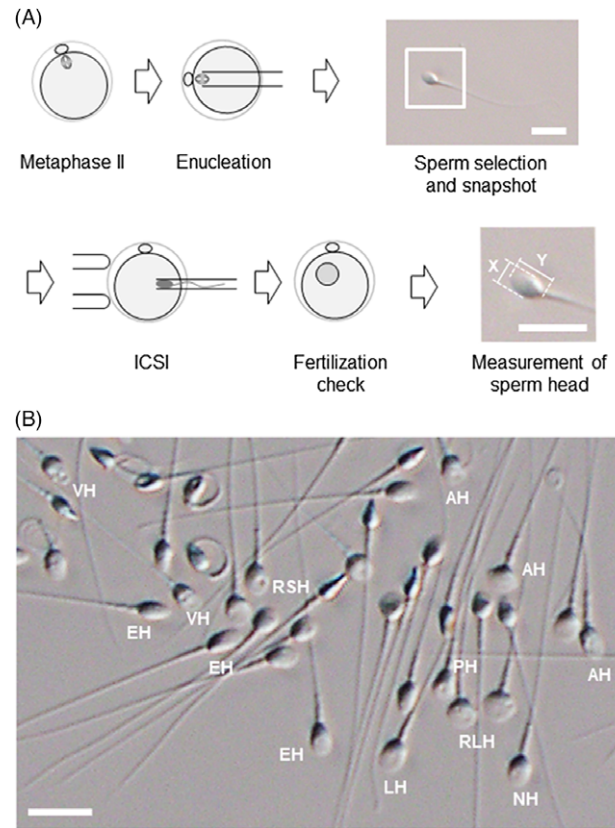 (A)
Metaphase II
Enucleation
Sperm selection
and snapshot
X
Y
ICSI
Fertilization
check
Measurement of
sperm head
(B)
VH
AH
VH
RSH
AH
EH
EH
PH
AH
EH
RLH
LH
NH